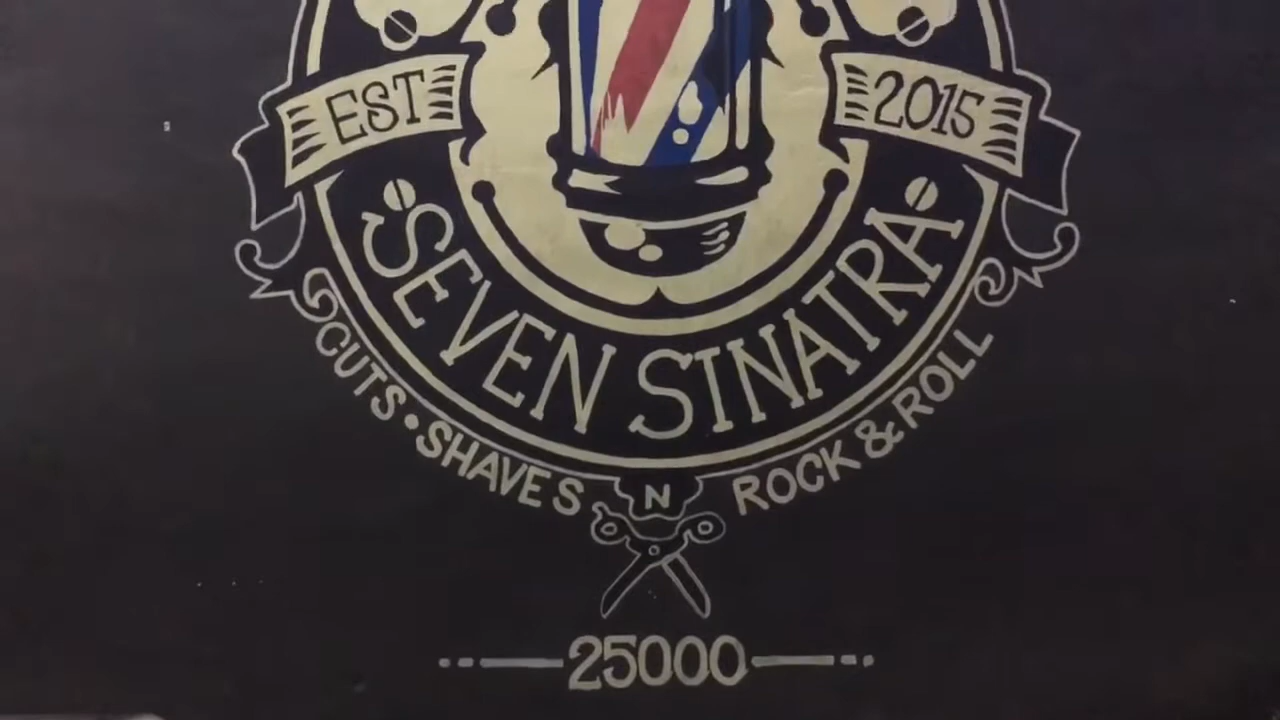 EST 2015
SEVEN SINATRA
CUTS • SHAVES N ROCK & ROLL
25000